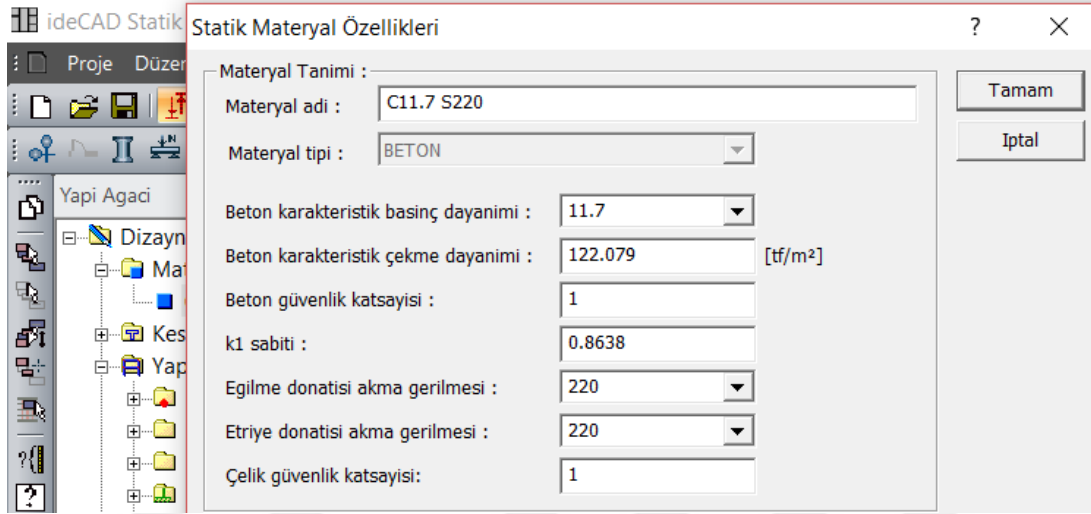 ideCAD Statik
Statik Materyal Özellikleri
?
Proje Düzen
Materyal Tanimi :
Materyal adi : C11.7 S220
Tamam
Materyal tipi : BETON
Iptal
Yapi Agaci
Beton karakteristik basinç dayanimi : 11.7
Dizayn
Beton karakteristik çekme dayanimi : 122.079 [tf/m²]
Mat
Beton güvenlik katsayisi : 1
Kes
k1 sabiti : 0.8638
Yap
Egilme donatisi akma gerilmesi : 220
Etriye donatisi akma gerilmesi : 220
Çelik güvenlik katsayisi: 1